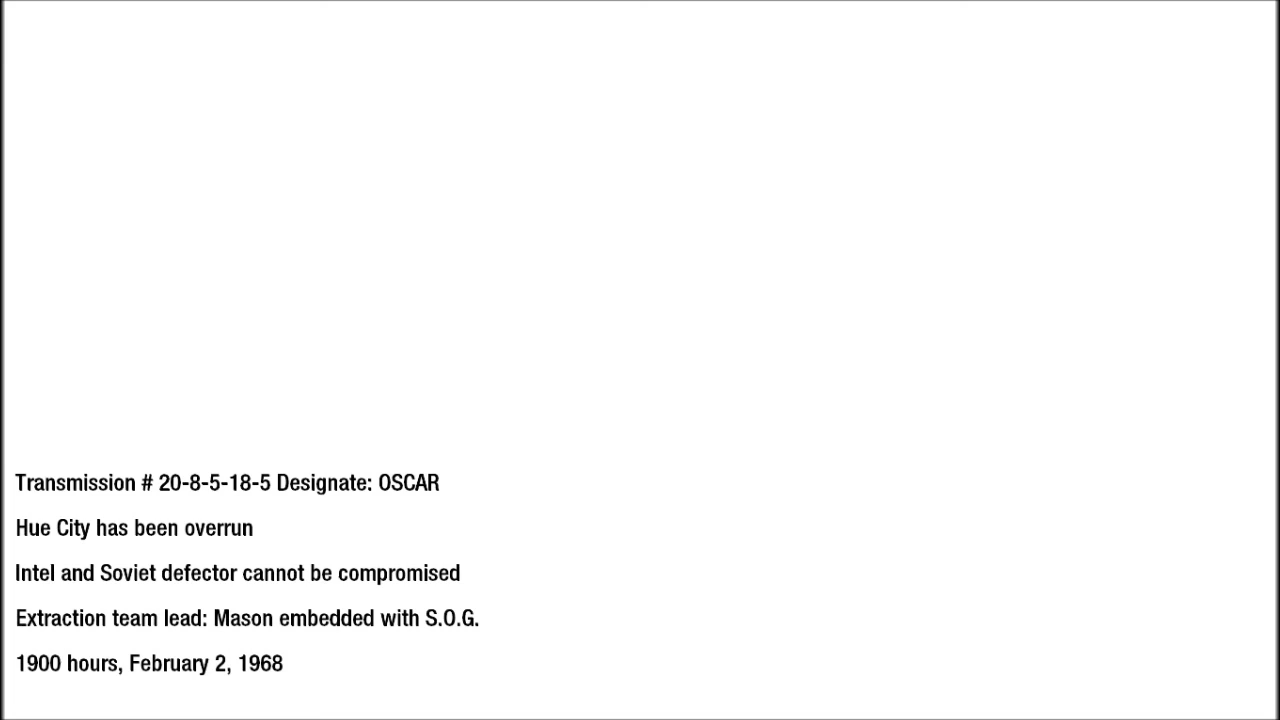 Transmission # 20-8-5-18-5 Designate: OSCAR
Hue City has been overrun
Intel and Soviet defector cannot be compromised
Extraction team lead: Mason embedded with S.O.G.
1900 hours, February 2, 1968